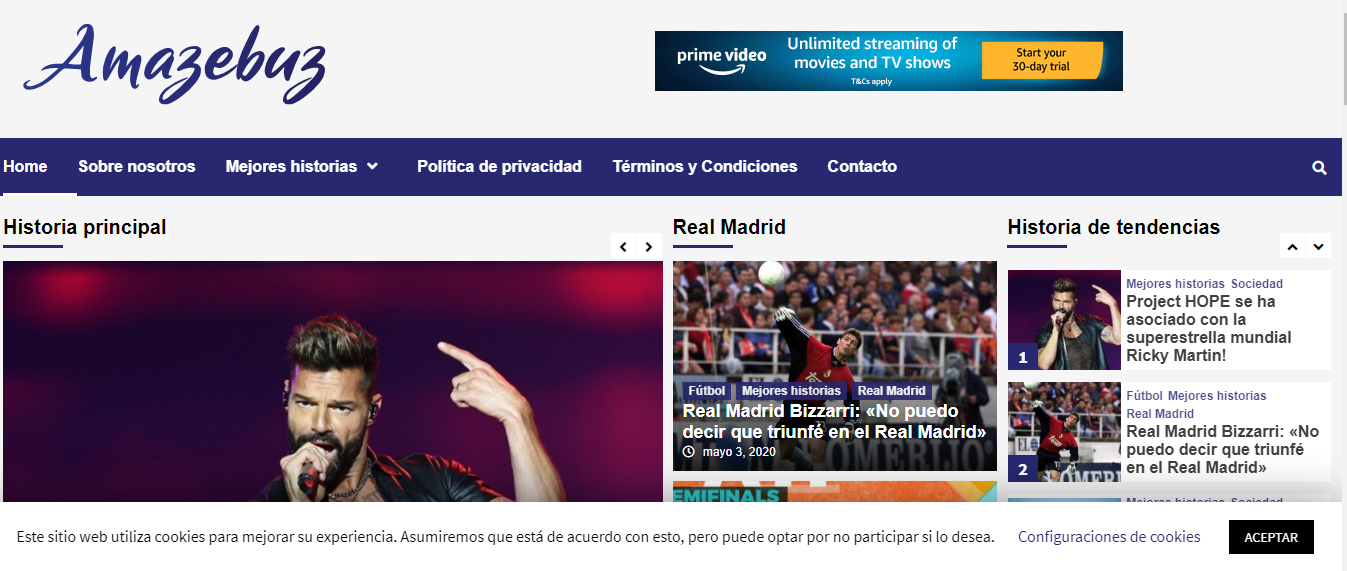 Amazebuz
prime video
Unlimited streaming of
movies and TV shows
T&Cs apply
Start your
30-day trial
Home
Sobre nosotros
Mejores historias
Política de privacidad
Términos y Condiciones
Contacto
Historia principal
Real Madrid
Fútbol
Mejores historias
Real Madrid
Real Madrid Bizzarri: «No puedo
decir que triunfé en el Real Madrid»
mayo 3, 2020
SEMIFINALS
Historia de tendencias
1
Mejores historias Sociedad
Project HOPE se ha
asociado con la
superestrella mundial
Ricky Martin!
2
Fútbol Mejores historias
Real Madrid
Real Madrid Bizzarri: «No
puedo decir que triunfé
en el Real Madrid»
Mejores historias Sociedad
Este sitio web utiliza cookies para mejorar su experiencia. Asumiremos que está de acuerdo con esto, pero puede optar por no participar si lo desea.
Configuraciones de cookies
ACEPTAR